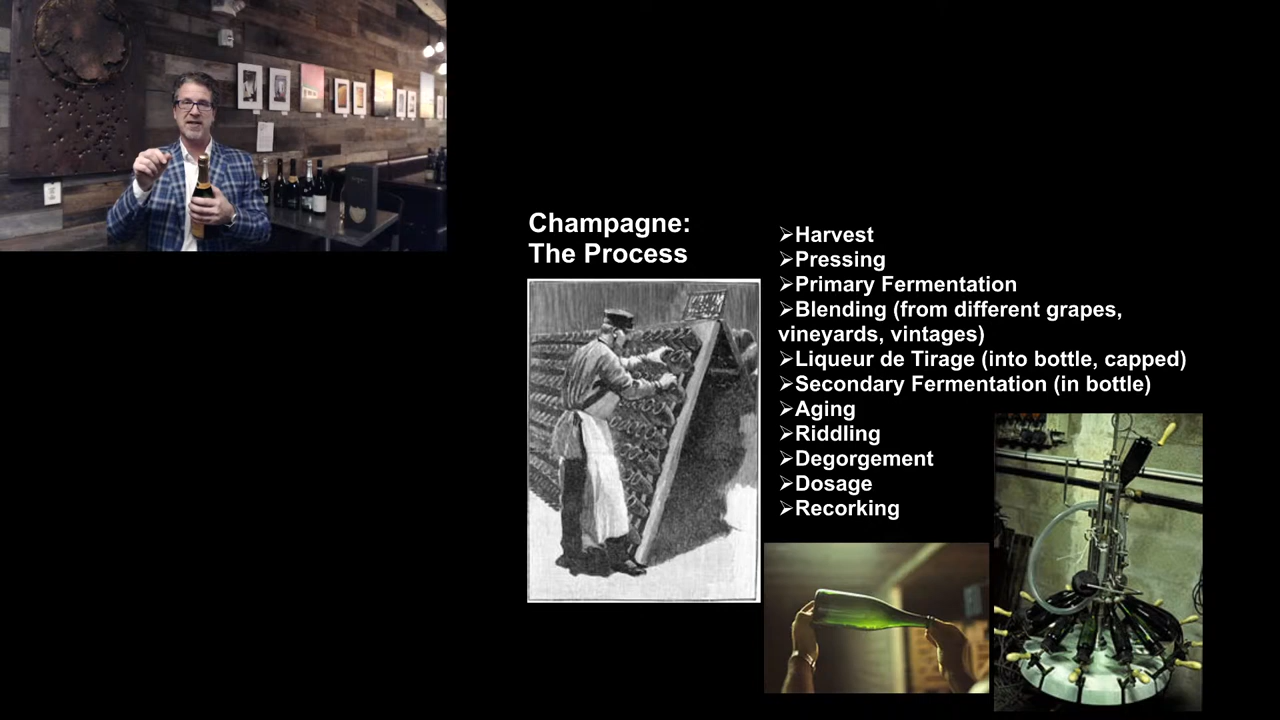 Champagne:
The Process
➢Harvest
➢Pressing
➢Primary Fermentation
➢Blending (from different grapes,
vineyards, vintages)
➢Liqueur de Tirage (into bottle, capped)
➢Secondary Fermentation (in bottle)
➢Aging
➢Riddling
➢Degorgement
➢Dosage
➢Recorking